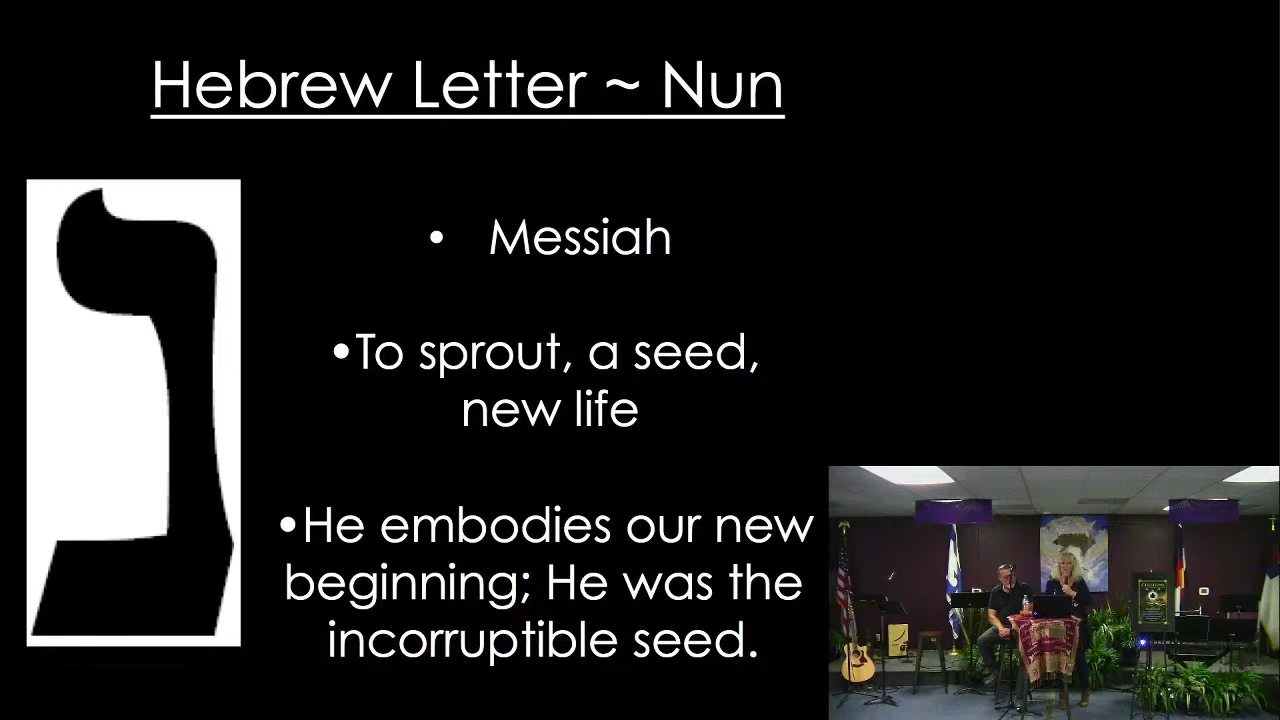 Hebrew Letter ~ Nun
נ
• Messiah
•To sprout, a seed,
new life
•He embodies our new
beginning; He was the
incorruptible seed.